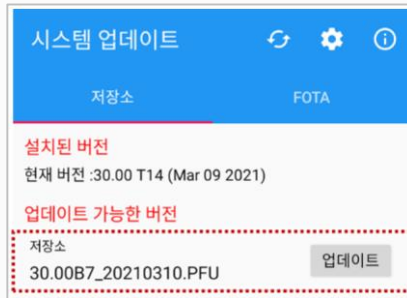 시스템 업데이트
저장소 FOTA
설치된 버전
현재 버전 :30.00 T14 (Mar 09 2021)
업데이트 가능한 버전
저장소
30.00B7_20210310.PFU
업데이트